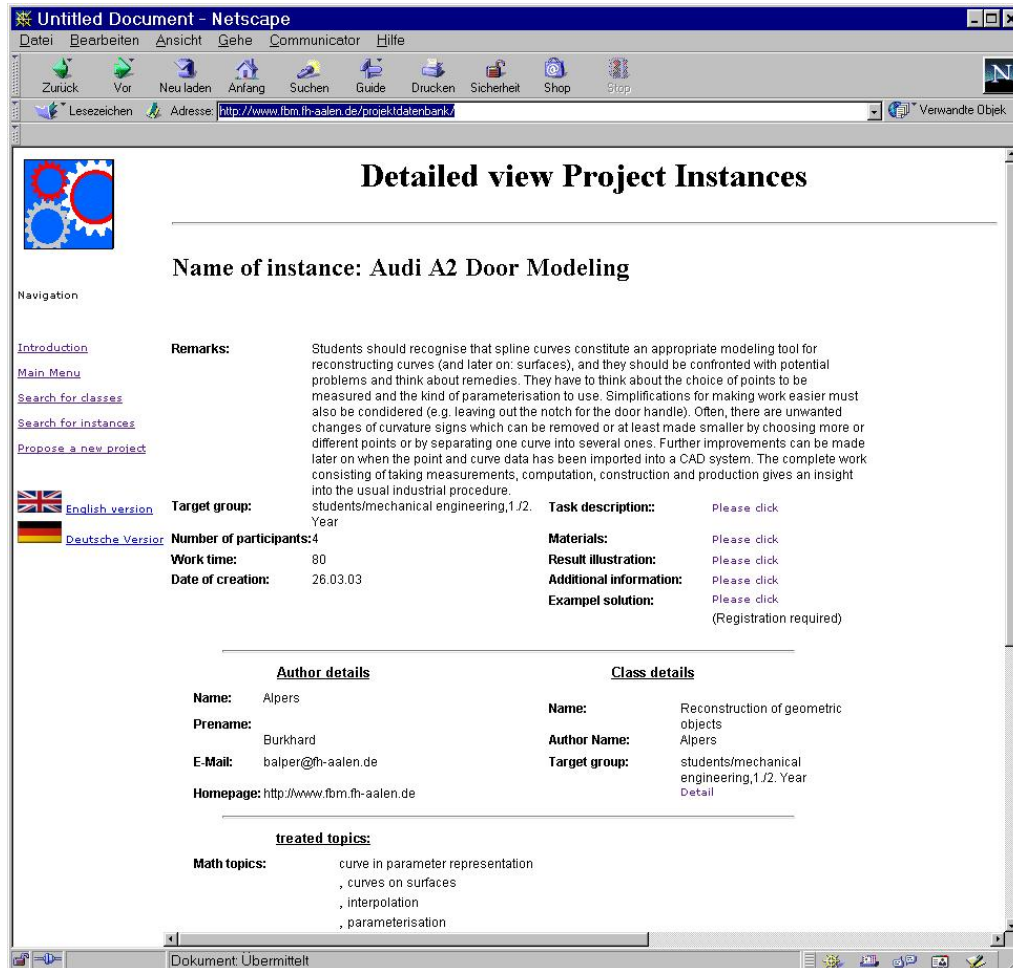 Untitled Document - Netscape
Datei Bearbeiten Ansicht Gehe Communicator Hilfe
Zurück Vor Neu laden Anfang Suchen Guide Drucken Sicherheit Shop Stop
N
Lesezeichen Adresse: http://www.fbm.fh-aalen.de/projektdatenbank/ Verwandte Objek
Detailed view Project Instances
Name of instance: Audi A2 Door Modeling
Navigation
Introduction
Main Menu
Search for classes
Search for instances
Propose a new project
English version
Deutsche Version
Remarks: Students should recognise that spline curves constitute an appropriate modeling tool for
reconstructing curves (and later on: surfaces), and they should be confronted with potential
problems and think about remedies. They have to think about the choice of points to be
measured and the kind of parameterisation to use. Simplifications for making work easier must
also be condidered (e.g. leaving out the notch for the door handle). Often, there are unwanted
changes of curvature signs which can be removed or at least made smaller by choosing more or
different points or by separating one curve into several ones. Further improvements can be made
later on when the point and curve data has been imported into a CAD system. The complete work
consisting of taking measurements, computation, construction and production gives an insight
into the usual industrial procedure.
Target group: students/mechanical engineering,1./2.
Year
Number of participants:4
Work time: 80
Date of creation: 26.03.03
Task description:: Please click
Materials: Please click
Result illustration: Please click
Additional information: Please click
Exampel solution: Please click
(Registration required)
Author details
Name: Alpers
Prename:
Burkhard
E-Mail: balper@fh-aalen.de
Homepage: http://www.fbm.fh-aalen.de
Class details
Name: Reconstruction of geometric
objects
Author Name: Alpers
Target group: students/mechanical
engineering,1./2. Year
Detail
treated topics:
Math topics: curve in parameter representation
, curves on surfaces
, interpolation
, parameterisation
Dokument: Übermittelt